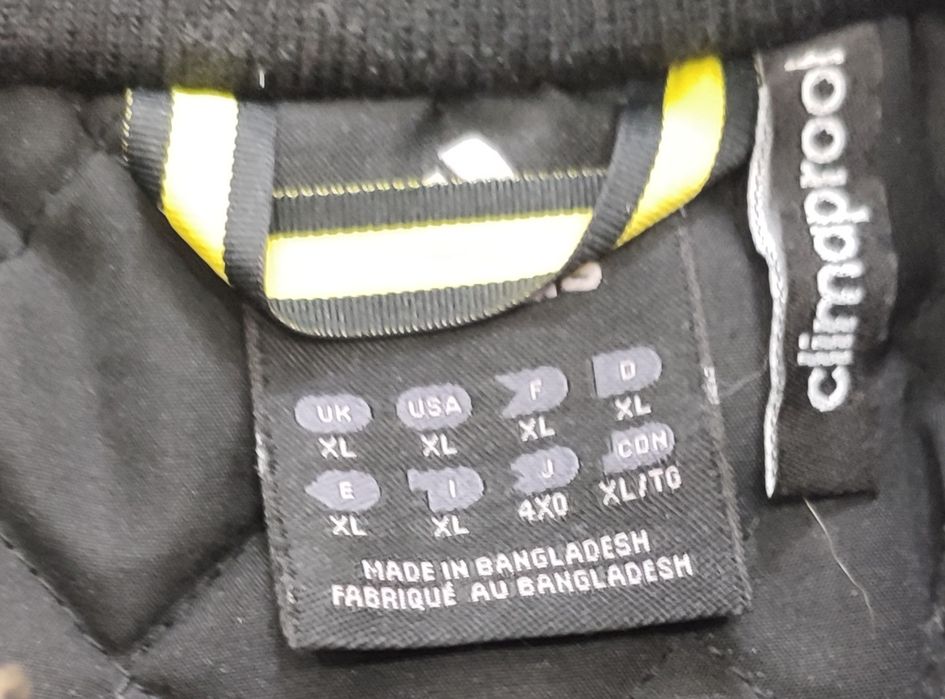 climaproof
UK USA F D
XL XL XL XL
E I J CDN
XL XL 4XO XL/TG
MADE IN BANGLADESH
FABRIQUÉ AU BANGLADESH